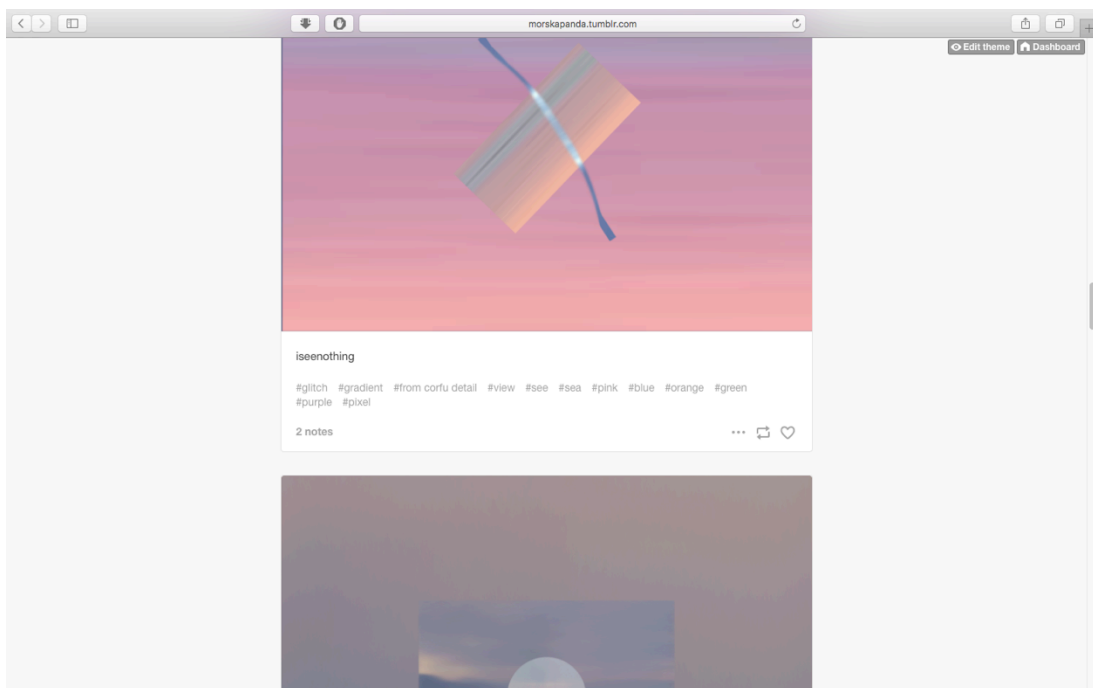 morskapanda.tumblr.com
Edit theme Dashboard
iseenothing
#glitch #gradient #from corfu detail #view #see #sea #pink #blue #orange #green
#purple #pixel
2 notes